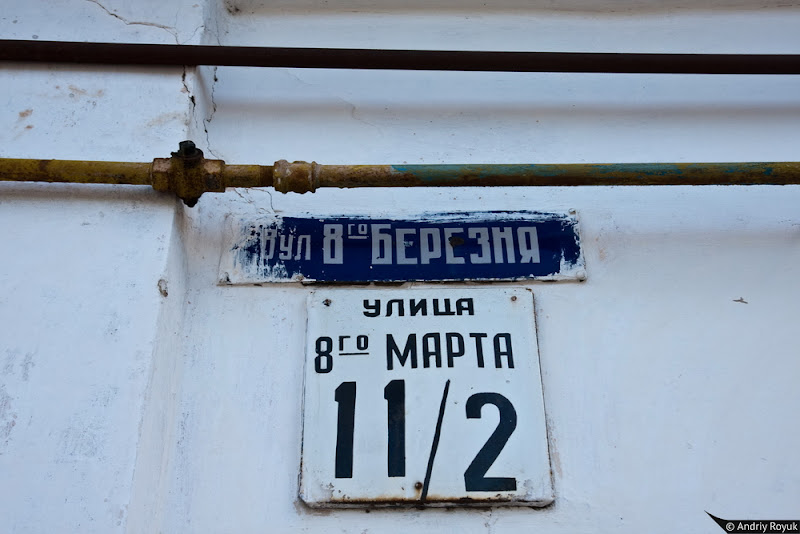 вул 8го БЕРЕЗНЯ
УЛИЦА
8го МАРТА
11/2
© Andriy Royuk